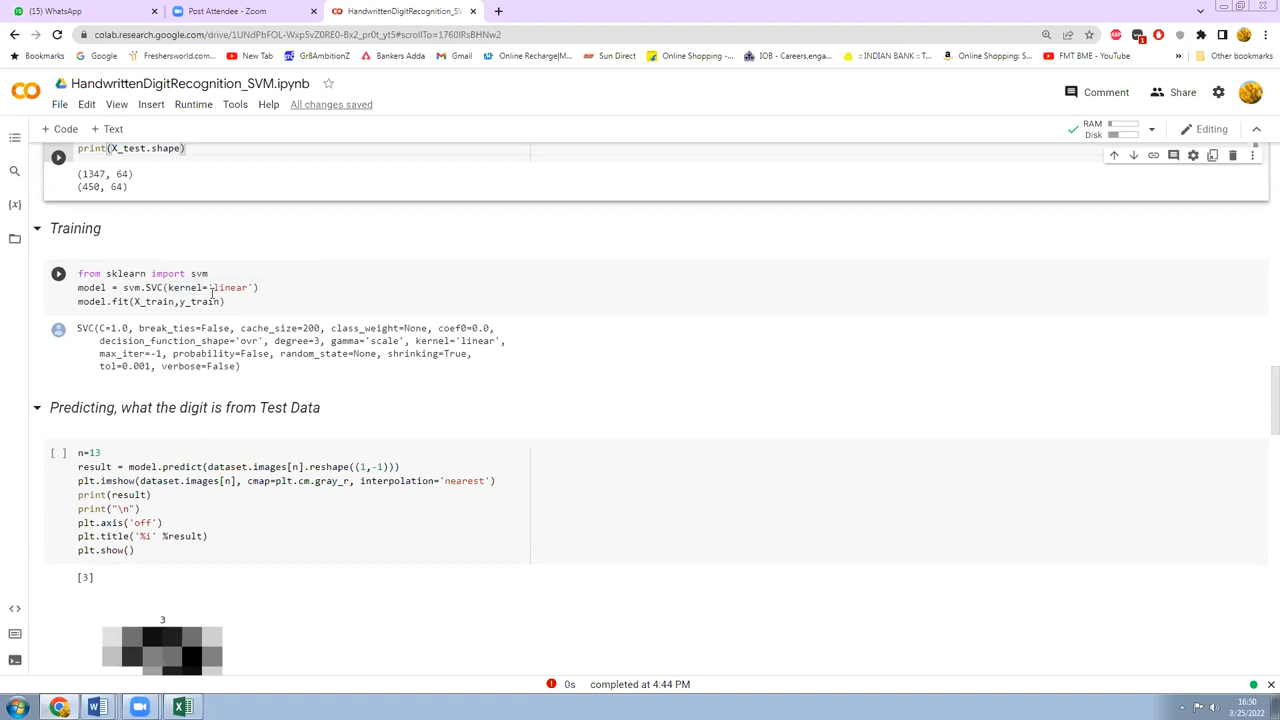 (55) WhatsApp
Post Attendee - Zoom
HandwrittenDigitRecognition_SV
colab.research.google.com/drive/1UNdPbFOL-Wxp5vZ0RE0-8x2_pr0t_yt5#scrollTo=1760IRsBHNw2
Bookmarks
Freshersworld.com...
New Tab
Gr8AmbitionZ
Bankers Adda
Gmail
Online Recharge|M...
Sun Direct
Online Shopping -...
IOB - Careers,enga...
:: INDIAN BANK ::
Online Shopping: S...
FMT BME - YouTube
»
Other bookmarks
HandwrittenDigitRecognition_SVM.ipynb
Comment
Share
File Edit View Insert Runtime Tools Help All changes saved
+ Code + Text
RAM
Disk
Editing
print(X_test.shape)
(1347, 64)
(450, 64)
Training
from sklearn import svm
model = svm.SVC(kernel='linear')
model.fit(X_train,y_train)
SVC(C=1.0, break_ties=False, cache_size=200, class_weight=None, coef0=0.0,
decision_function_shape='ovr', degree=3, gamma='scale', kernel='linear',
max_iter=-1, probability=False, random_state=None, shrinking=True,
tol=0.001, verbose=False)
Predicting, what the digit is from Test Data
[ ] n=13
result = model.predict(dataset.images[n].reshape((1,-1)))
plt.imshow(dataset.images[n], cmap=plt.cm.gray_r, interpolation='nearest')
print(result)
print("\n")
plt.axis('off')
plt.title('%i' %result)
plt.show()
[3]
3
0s completed at 4:44 PM
16:50
8/25/2022